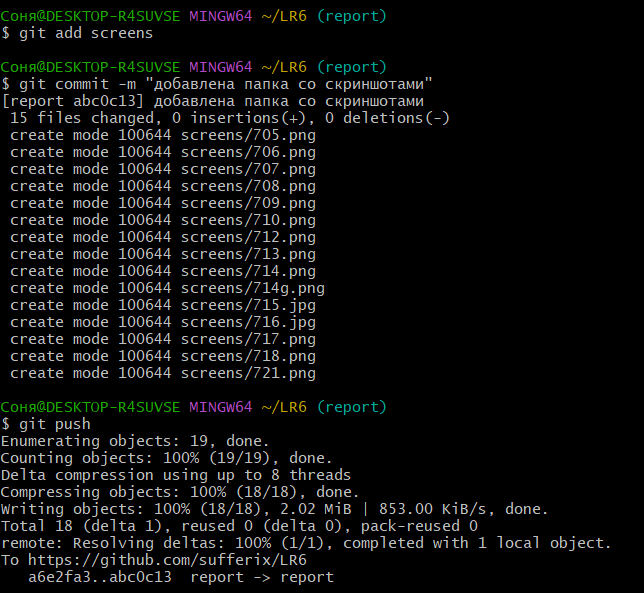 Соня@DESKTOP-R4SUVSE MINGW64 ~/LR6 (report)
$ git add screens
Соня@DESKTOP-R4SUVSE MINGW64 ~/LR6 (report)
$ git commit -m "добавлена папка со скриншотами"
[report abc0c13] добавлена папка со скриншотами
 15 files changed, 0 insertions(+), 0 deletions(-)
 create mode 100644 screens/705.png
 create mode 100644 screens/706.png
 create mode 100644 screens/707.png
 create mode 100644 screens/708.png
 create mode 100644 screens/709.png
 create mode 100644 screens/710.png
 create mode 100644 screens/712.png
 create mode 100644 screens/713.png
 create mode 100644 screens/714.png
 create mode 100644 screens/714g.png
 create mode 100644 screens/715.jpg
 create mode 100644 screens/716.jpg
 create mode 100644 screens/717.png
 create mode 100644 screens/718.png
 create mode 100644 screens/721.png
Соня@DESKTOP-R4SUVSE MINGW64 ~/LR6 (report)
$ git push
Enumerating objects: 19, done.
Counting objects: 100% (19/19), done.
Delta compression using up to 8 threads
Compressing objects: 100% (18/18), done.
Writing objects: 100% (18/18), 2.02 MiB | 853.00 KiB/s, done.
Total 18 (delta 1), reused 0 (delta 0), pack-reused 0
remote: Resolving deltas: 100% (1/1), completed with 1 local object.
To https://github.com/sufferix/LR6
   a6e2fa3..abc0c13  report -> report